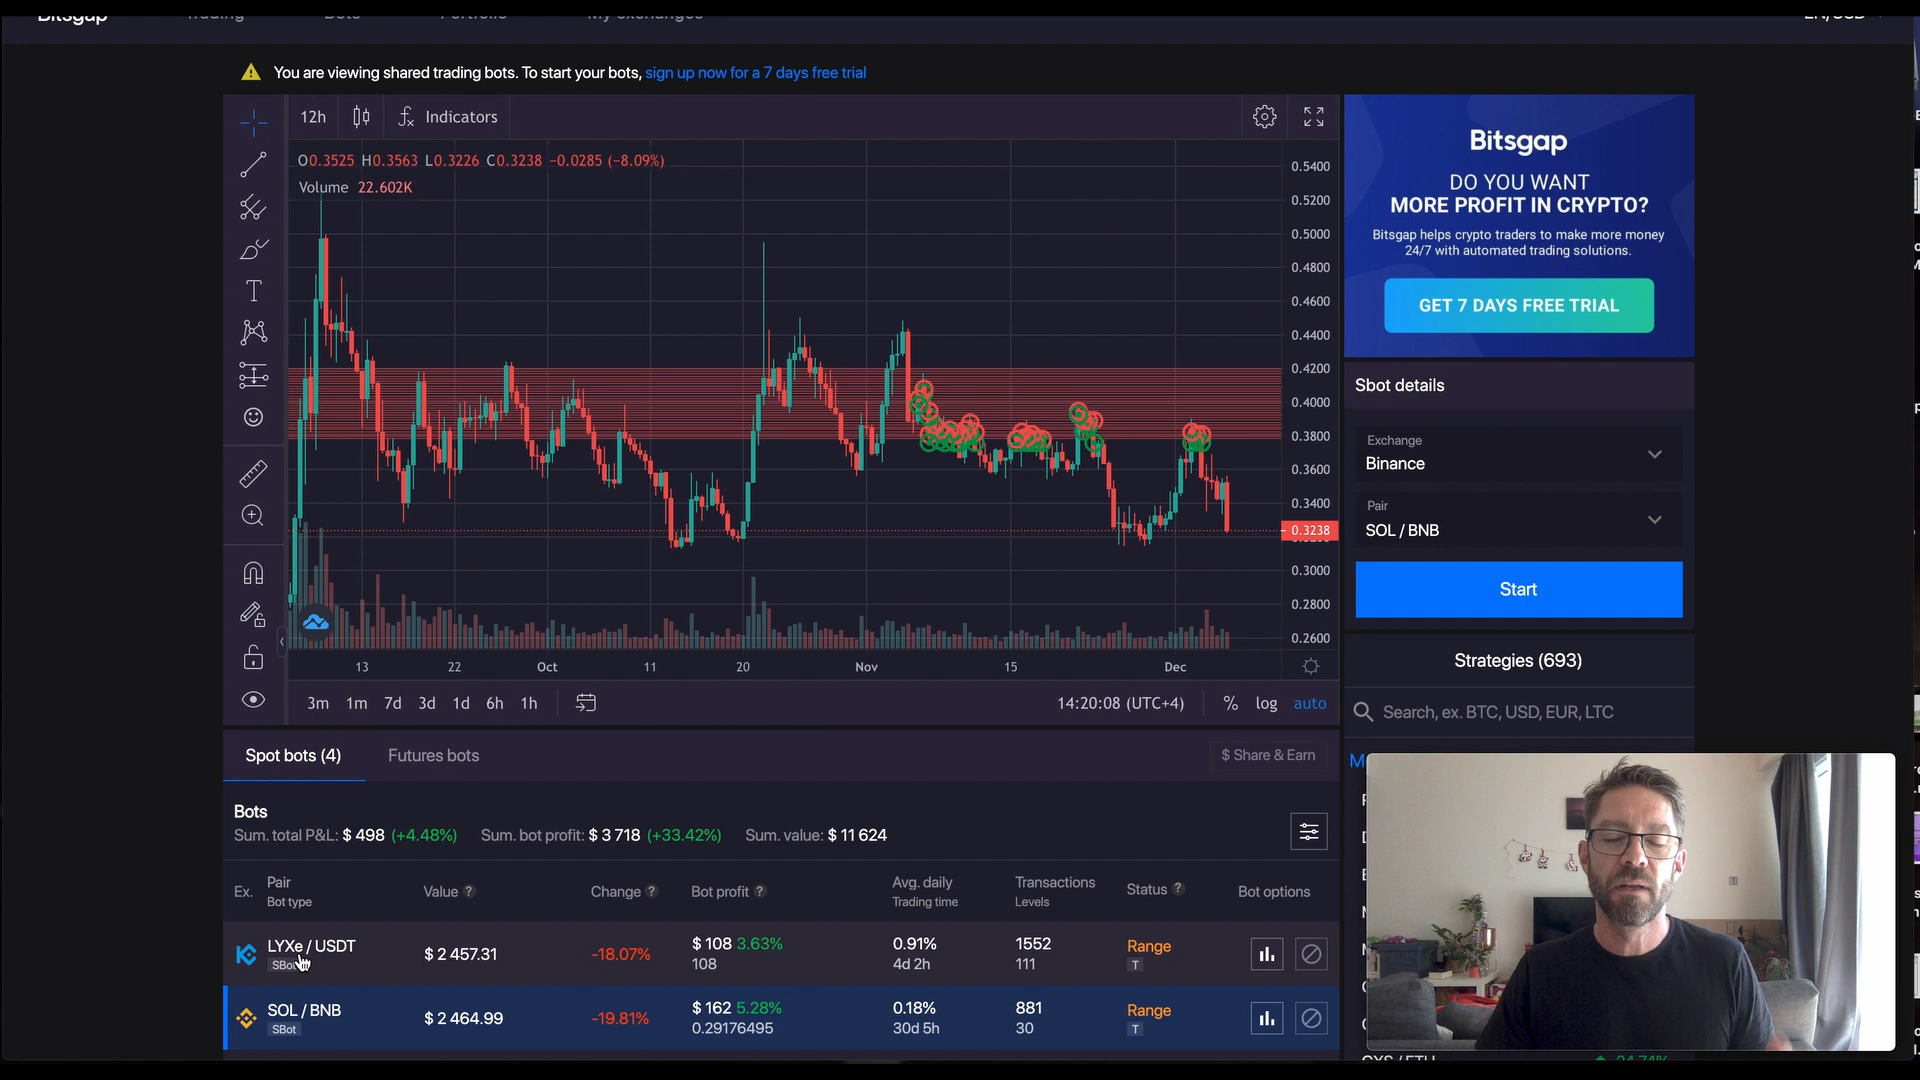 Bitsgap Trading Bots Portfolio My exchanges EN/USD
You are viewing shared trading bots. To start your bots, sign up now for a 7 days free trial
12h Indicators
O0.3525 H0.3563 L0.3226 C0.3238 −0.0285 (−8.09%)
Volume 22.602K
0.5400
0.5200
0.5000
0.4800
0.4600
0.4400
0.4200
0.4000
0.3800
0.3600
0.3400
0.3238
0.3000
0.2800
0.2600
13 22 Oct 11 20 Nov 15 Dec
3m 1m 7d 3d 1d 6h 1h 14:20:08 (UTC+4) % log auto
Bitsgap
DO YOU WANT
MORE PROFIT IN CRYPTO?
Bitsgap helps crypto traders to make more money
24/7 with automated trading solutions.
GET 7 DAYS FREE TRIAL
Sbot details
Exchange
Binance
Pair
SOL / BNB
Start
Strategies (693)
Search, ex. BTC, USD, EUR, LTC
Spot bots (4) Futures bots $ Share & Earn
Bots
Sum. total P&L: $ 498 (+4.48%) Sum. bot profit: $ 3 718 (+33.42%) Sum. value: $ 11 624
Ex. Pair Value ? Change ? Bot profit ? Avg. daily Transactions Status ? Bot options
Bot type Trading time Levels
LYXe / USDT $ 2 457.31 -18.07% $ 108 3.63% 0.91% 1552 Range
SBot 108 4d 2h 111 T
SOL / BNB $ 2 464.99 -19.81% $ 162 5.28% 0.18% 881 Range
SBot 0.29176495 30d 5h 30 T